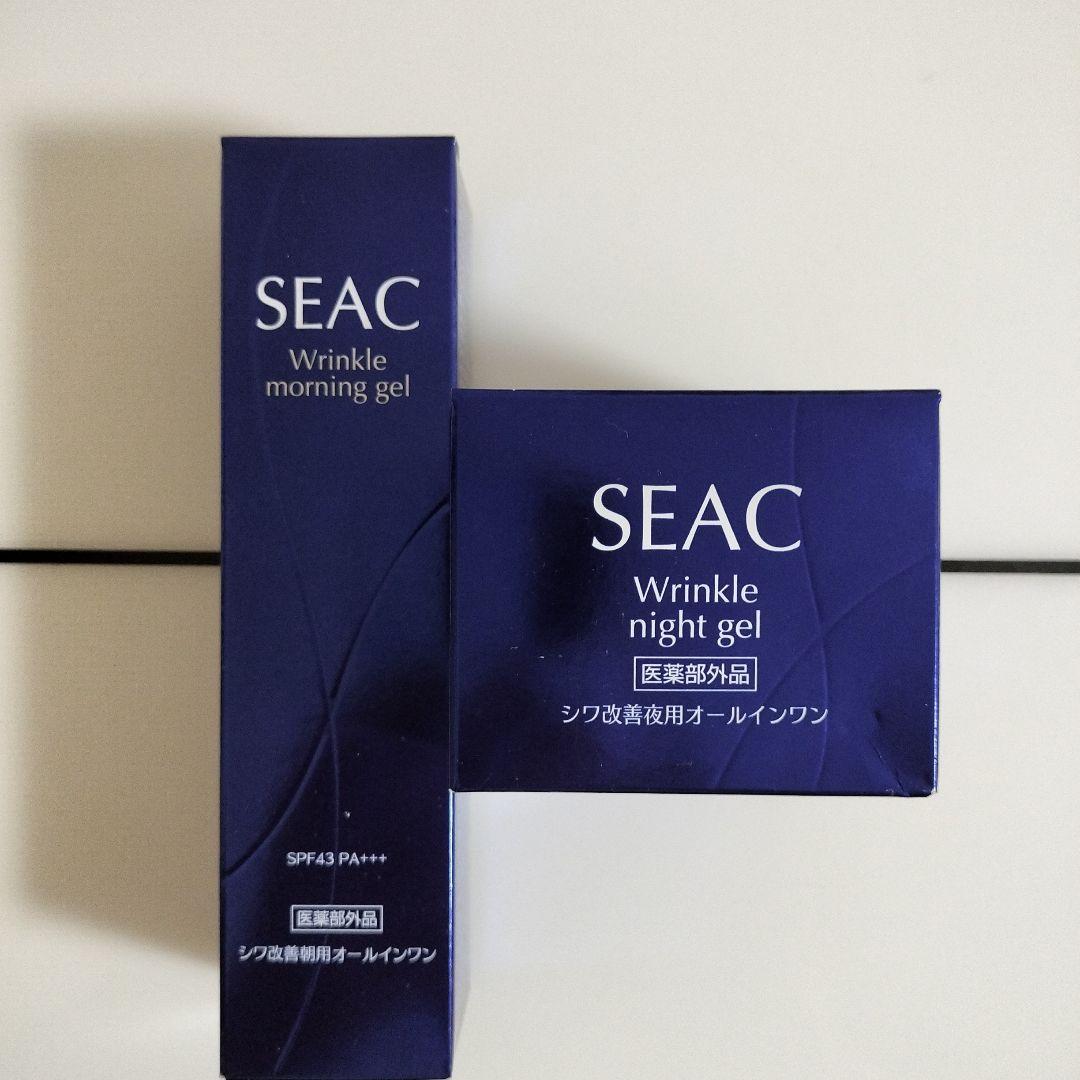 SEAC
Wrinkle
morning gel
SPF43 PA+++
医薬部外品
シワ改善朝用オールインワン
SEAC
Wrinkle
night gel
医薬部外品
シワ改善夜用オールインワン